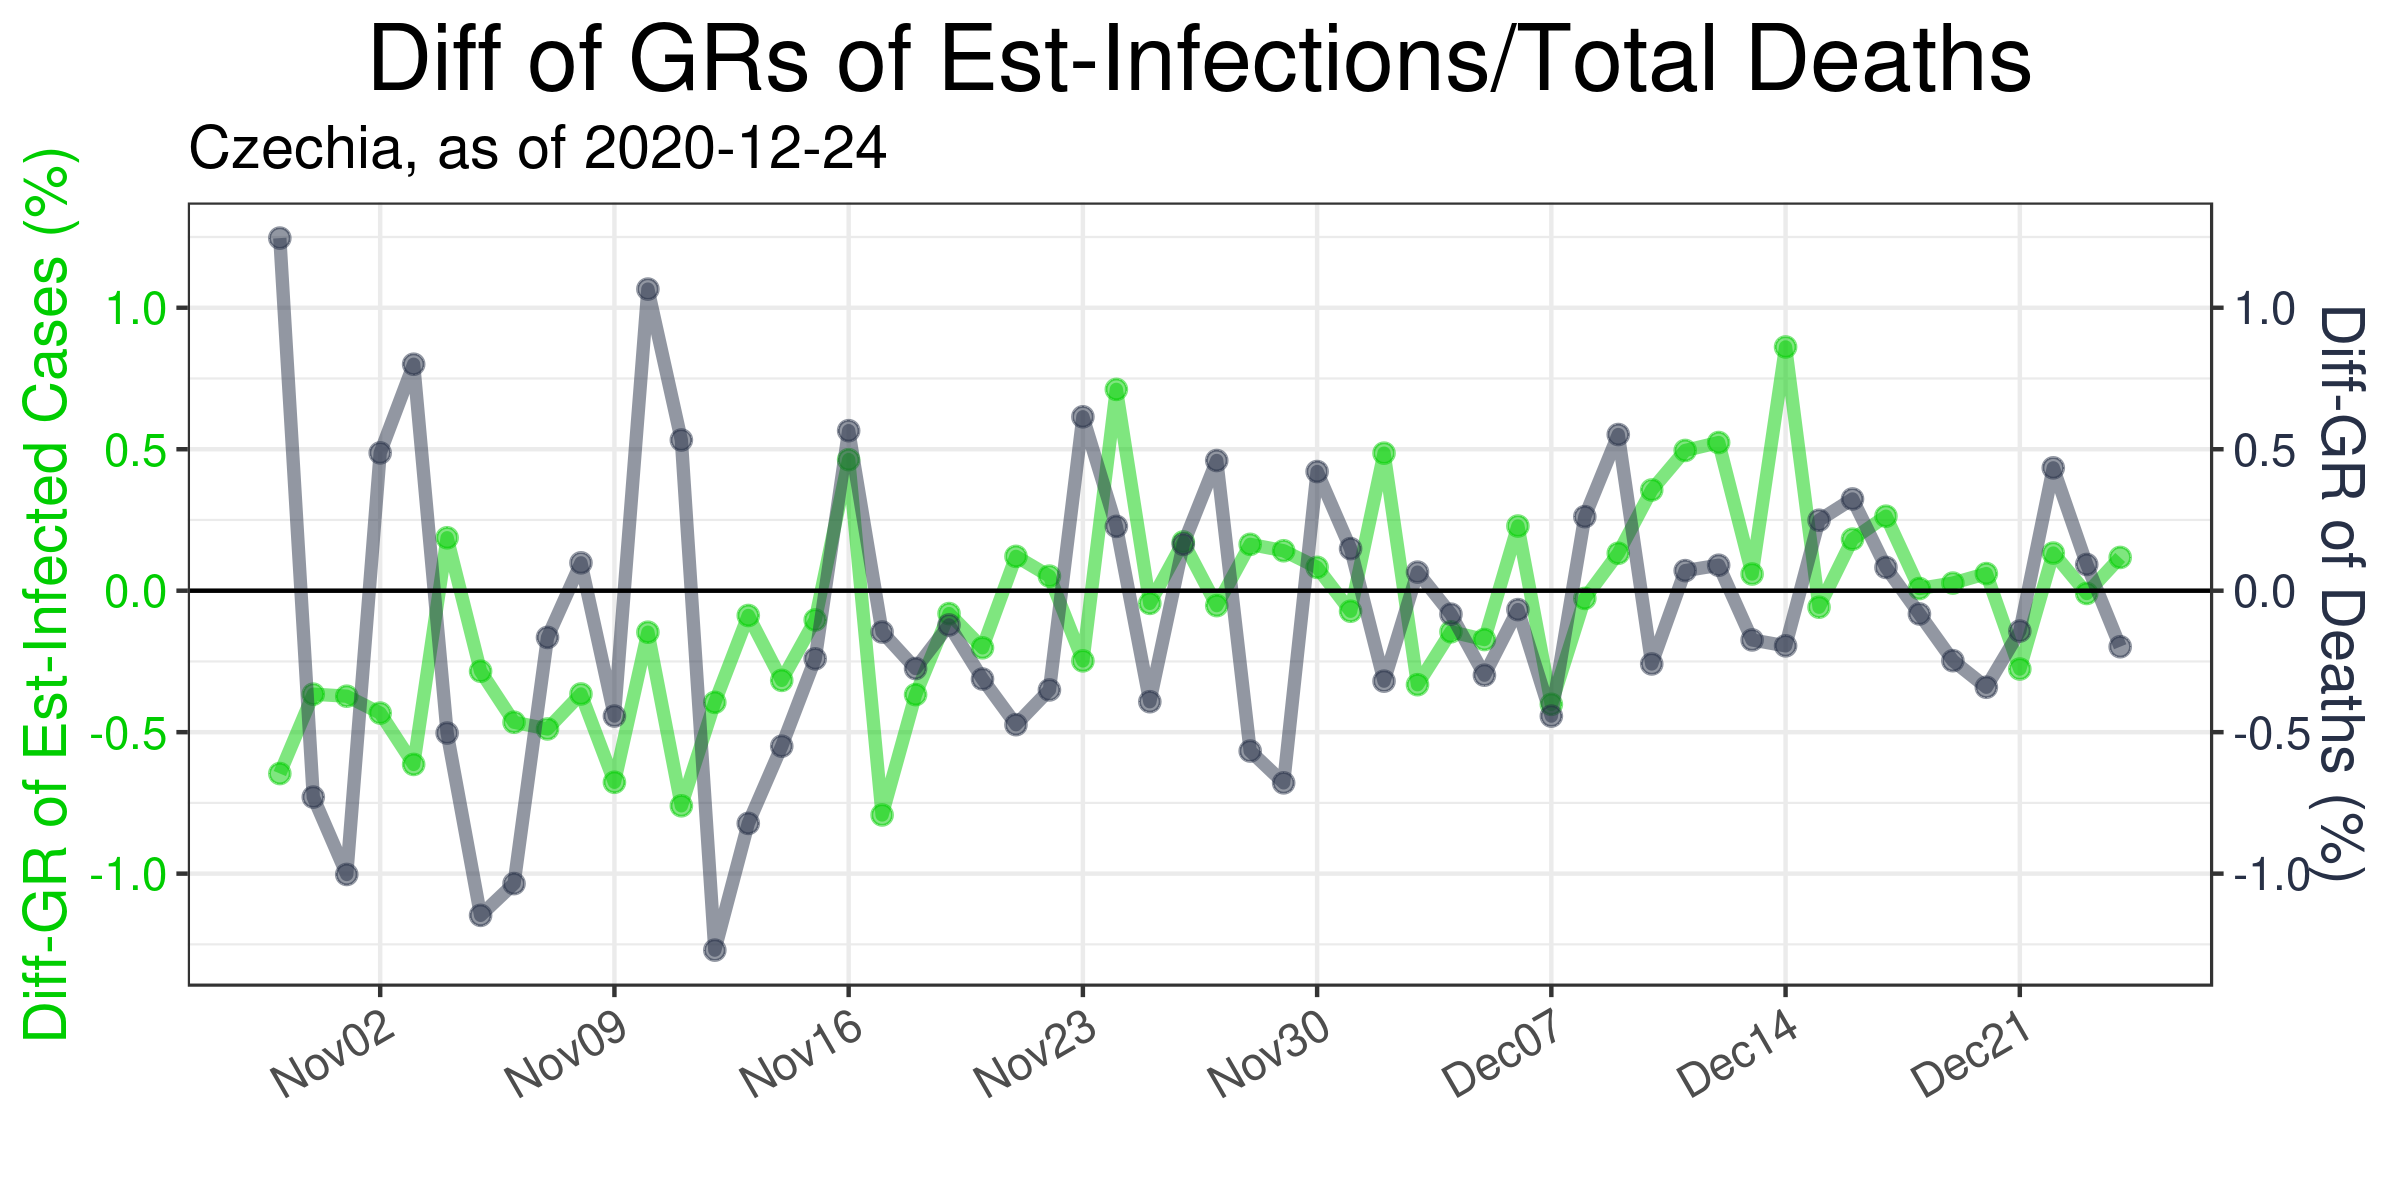 Diff of GRs of Est-Infections/Total Deaths
Czechia, as of 2020-12-24
Diff-GR of Est-Infected Cases (%)
1.0
0.5
0.0
-0.5
-1.0
1.0
0.5
0.0
-0.5
-1.0
Diff-GR of Deaths (%)
Nov02
Nov09
Nov16
Nov23
Nov30
Dec07
Dec14
Dec21